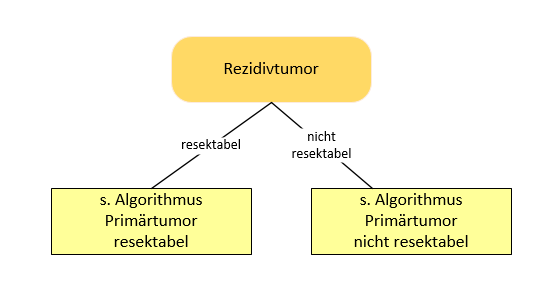 Rezidivtumor
resektabel
nicht
resektabel
s. Algorithmus
Primärtumor
resektabel
s. Algorithmus
Primärtumor
nicht resektabel